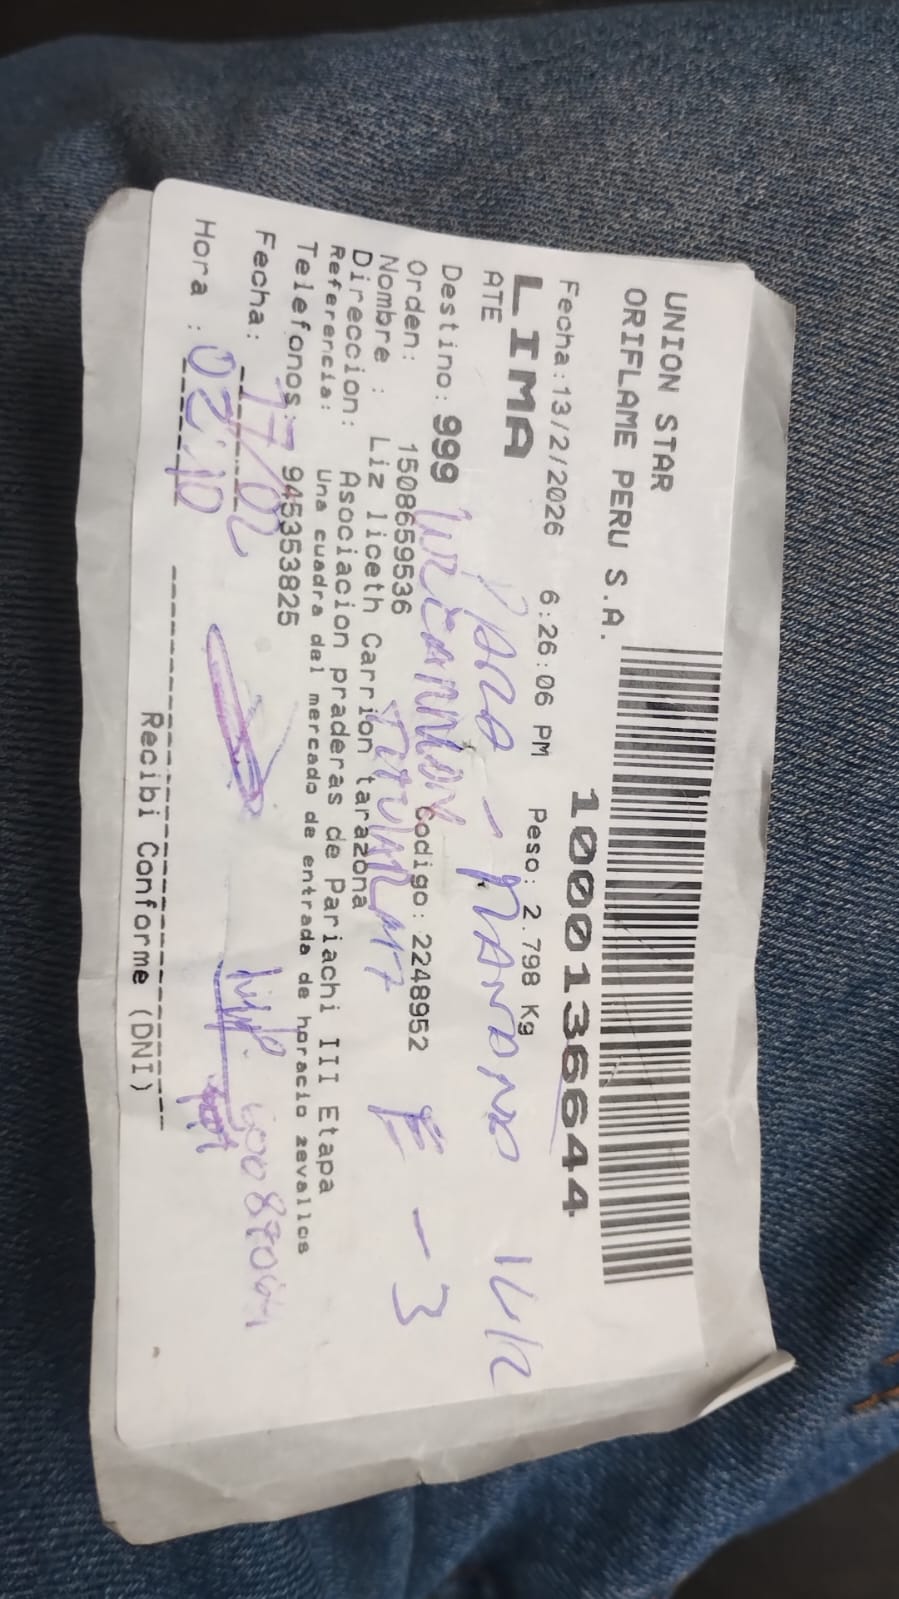 UNION STAR
ORIFLAME PERU S.A.
1000136644
Fecha:13/2/2026 6:26:06 PM Peso: 2.798 Kg
LIMA
ATE
Destino: 999
Orden: 1508659536 Codigo: 2248952
Nombre : Liz liceth Carrion tarazona
Direccion: Asociacion praderas de Pariachi III Etapa
Referencia: Una cuadra del mercado de entrada de horacio zevallos
Telefonos: 945353825
E - 3
Fecha: 17/02
Hora : 02:10
Recibi Conforme (DNI)